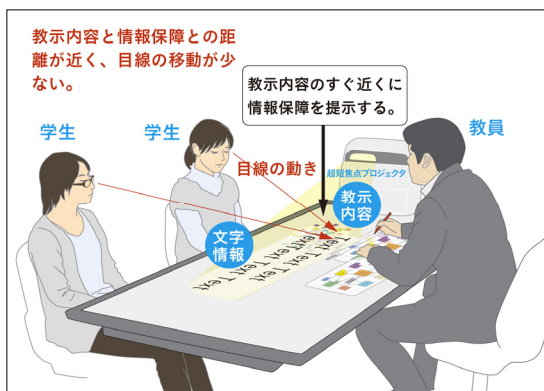 教示内容と情報保障との距
離が近く、目線の移動が少
ない。
教示内容のすぐ近くに
情報保障を提示する。
学生
学生
教員
目線の動き
超短焦点プロジェクタ
教示
内容
文字
情報
Text Text Text
Text Text Text